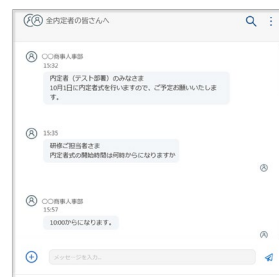 全内定者の皆さんへ
○○商事人事部
15:32
内定者（テスト部署）のみなさま
10月1日に内定者式を行いますので、ご予定お願いいたしま
す。
15:35
研修ご担当者さま
内定者式の開始時間は何時からになりますか
○○商事人事部
15:57
10:00からになります。
メッセージを入力...